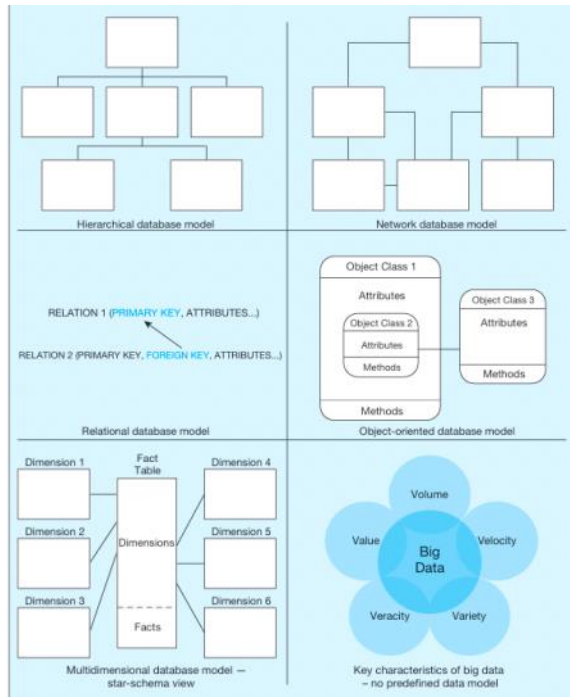 Hierarchical database model
Network database model
RELATION 1 (PRIMARY KEY, ATTRIBUTES...)
RELATION 2 (PRIMARY KEY, FOREIGN KEY, ATTRIBUTES...)
Relational database model
Object Class 1
Attributes
Object Class 2
Attributes
Methods
Methods
Object Class 3
Attributes
Methods
Object-oriented database model
Dimension 1
Dimension 2
Dimension 3
Fact
Table
Dimensions
Facts
Dimension 4
Dimension 5
Dimension 6
Multidimensional database model —
star-schema view
Volume
Value
Big
Data
Velocity
Veracity
Variety
Key characteristics of big data
– no predefined data model